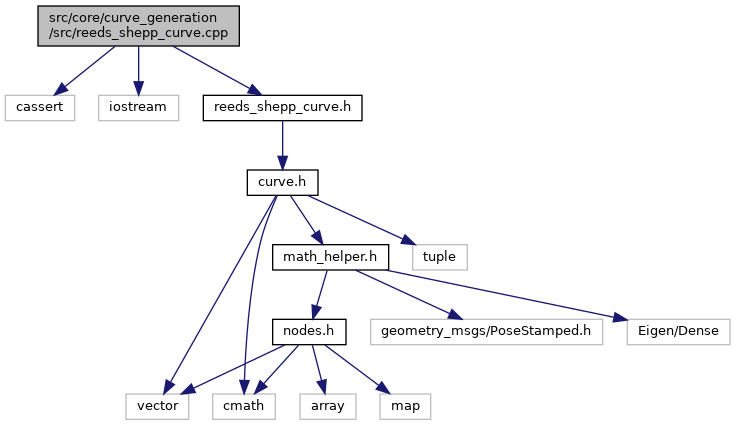 src/core/curve_generation
/src/reeds_shepp_curve.cpp
cassert
iostream
reeds_shepp_curve.h
curve.h
math_helper.h
tuple
nodes.h
geometry_msgs/PoseStamped.h
Eigen/Dense
vector
cmath
array
map